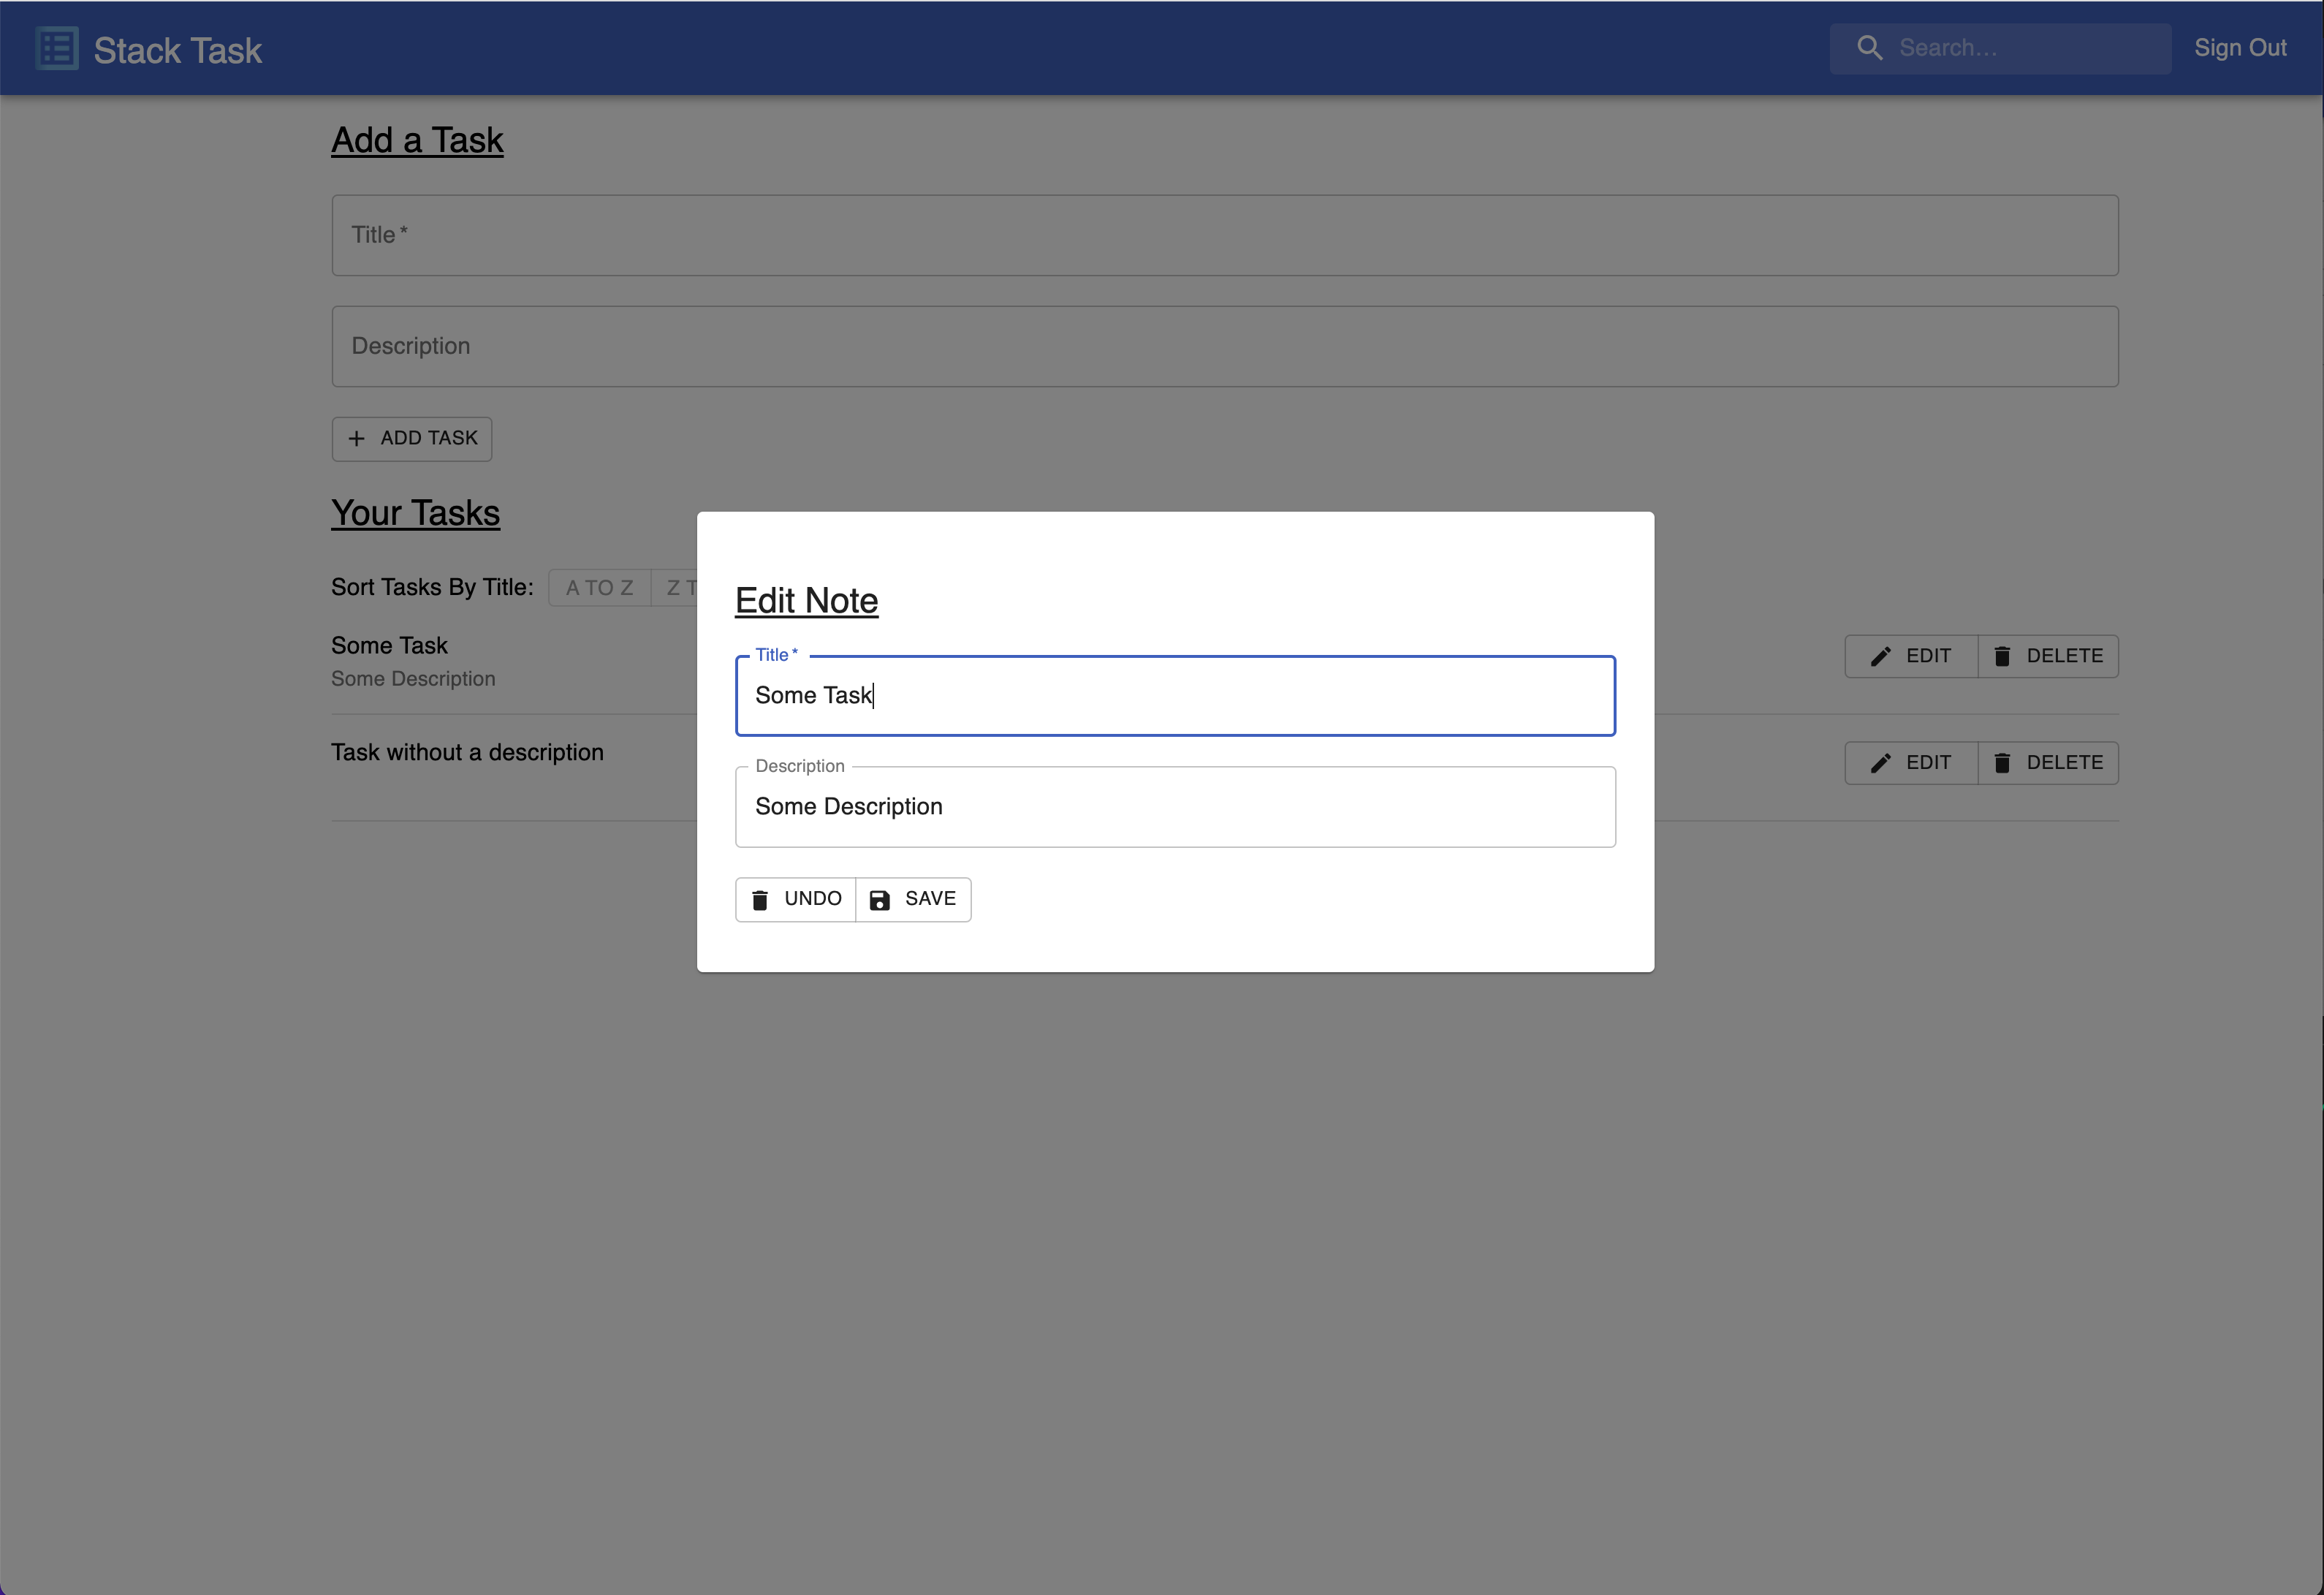 Stack Task
Search...
Sign Out
Add a Task
Title *
Description
+ ADD TASK
Your Tasks
Sort Tasks By Title: A TO Z Z T
Some Task
Some Description
EDIT DELETE
Task without a description
EDIT DELETE
Edit Note
Title *
Some Task
Description
Some Description
UNDO SAVE